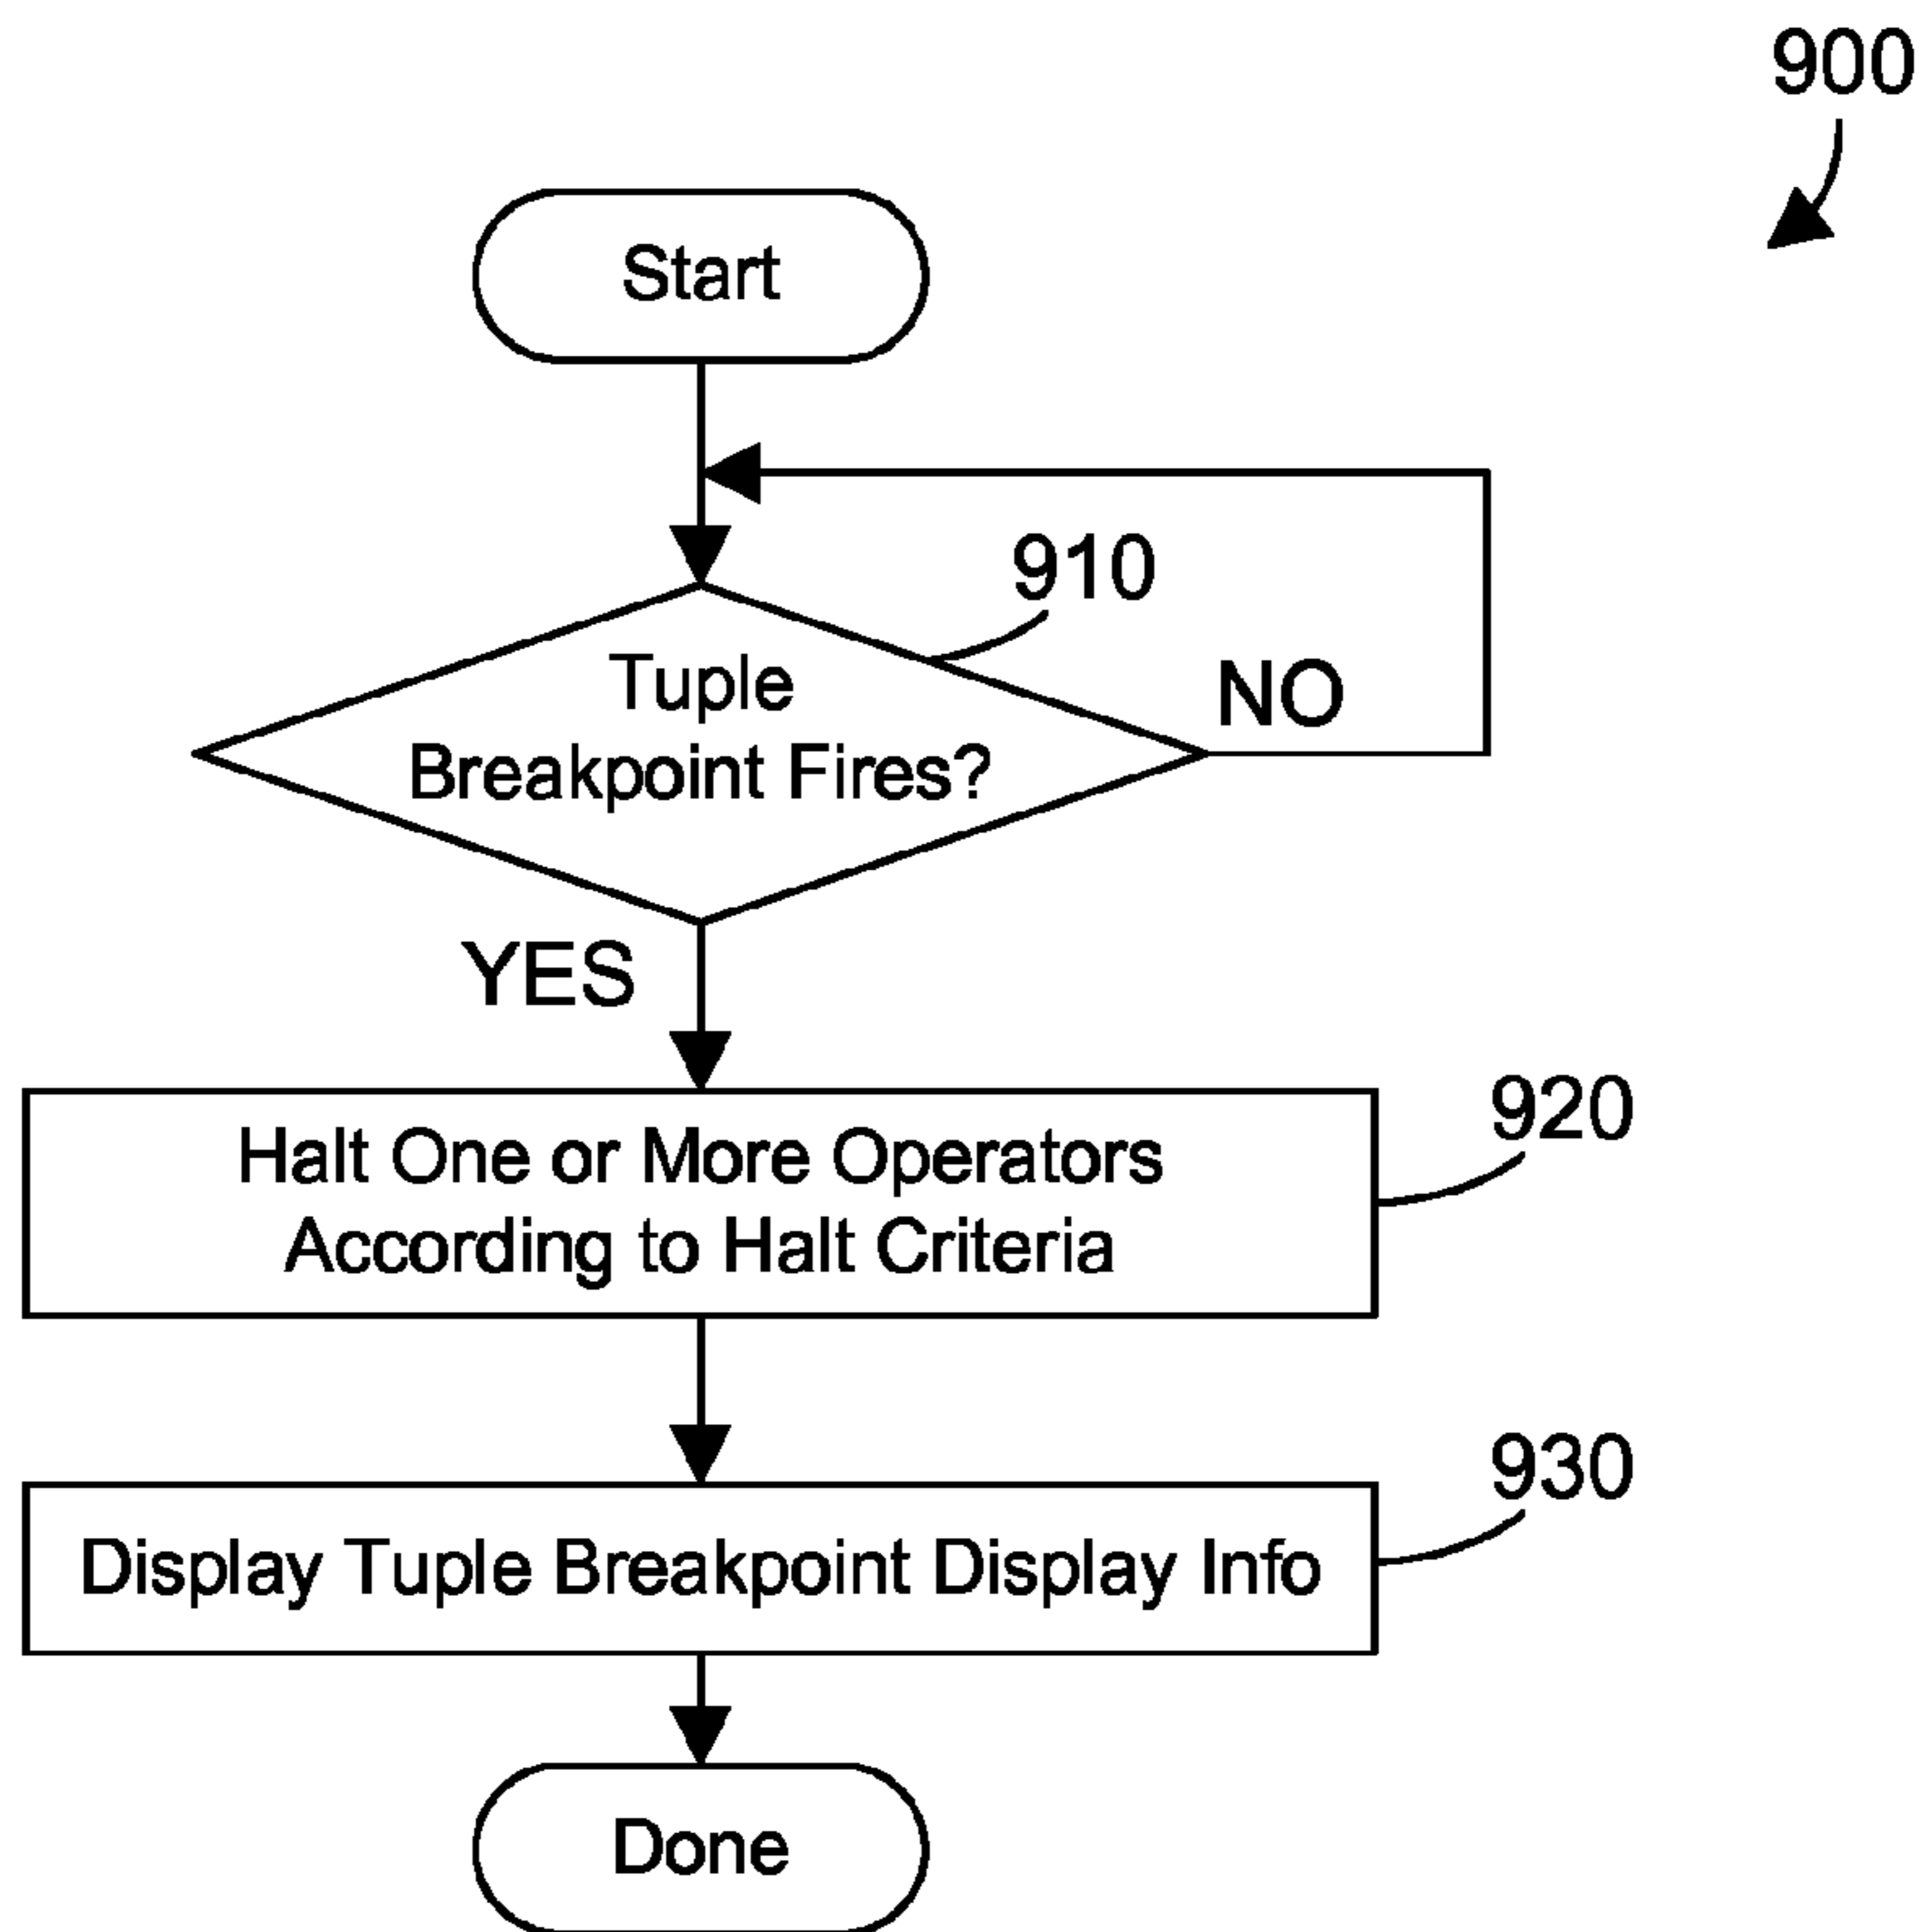 900
Start
910
Tuple
Breakpoint Fires?
NO
YES
920
Halt One or More Operators
According to Halt Criteria
930
Display Tuple Breakpoint Display Info
Done